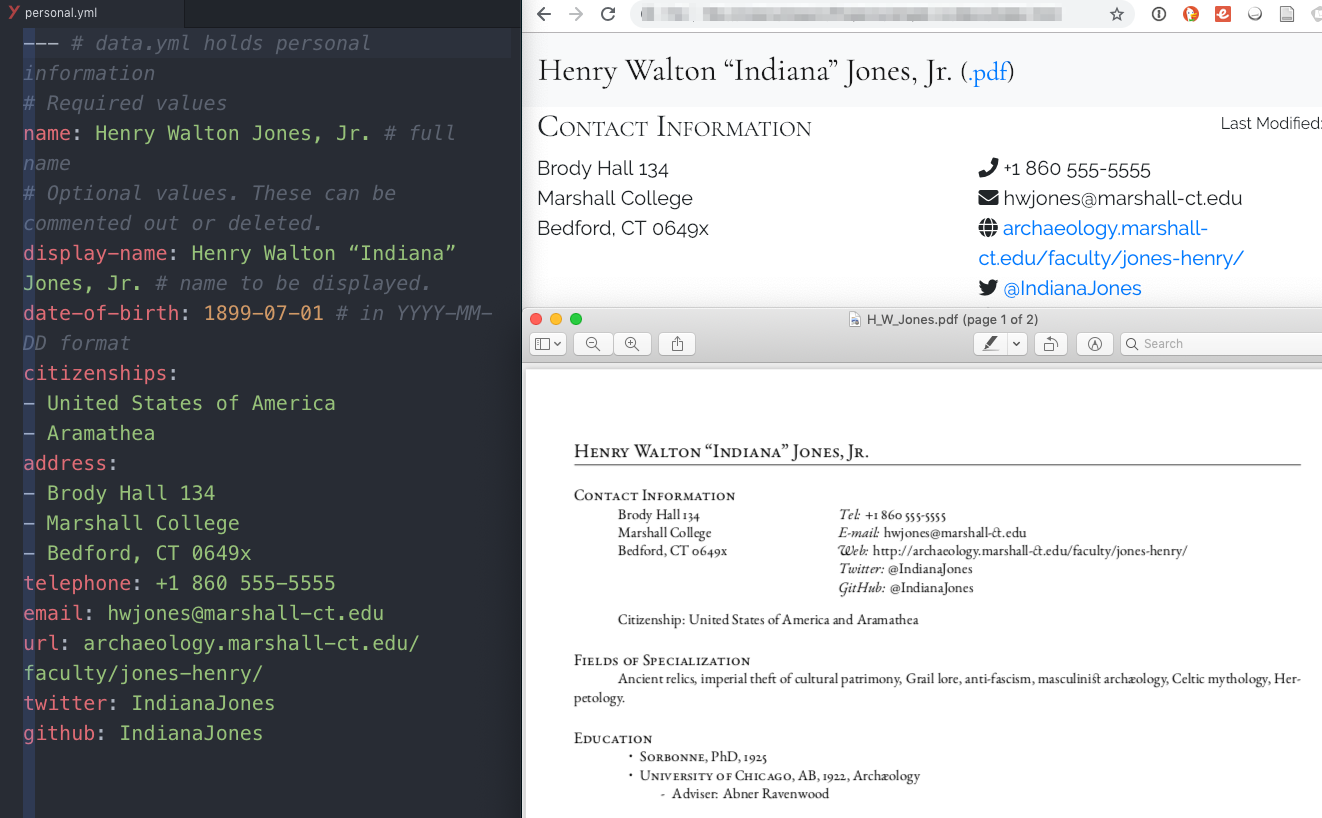 personal.yml
--- # data.yml holds personal
information
# Required values
name: Henry Walton Jones, Jr. # full
name
# Optional values. These can be
commented out or deleted.
display-name: Henry Walton “Indiana”
Jones, Jr. # name to be displayed.
date-of-birth: 1899-07-01 # in YYYY-MM-
DD format
citizenships:
- United States of America
- Aramathea
address:
- Brody Hall 134
- Marshall College
- Bedford, CT 0649x
telephone: +1 860 555-5555
email: hwjones@marshall-ct.edu
url: archaeology.marshall-ct.edu/
faculty/jones-henry/
twitter: IndianaJones
github: IndianaJones
Henry Walton “Indiana” Jones, Jr. (.pdf)
Contact Information
Last Modified:
Brody Hall 134
Marshall College
Bedford, CT 0649x
+1 860 555-5555
hwjones@marshall-ct.edu
archaeology.marshall-
ct.edu/faculty/jones-henry/
@IndianaJones
H_W_Jones.pdf (page 1 of 2)
Search
Henry Walton “Indiana” Jones, Jr.
Contact Information
Brody Hall 134
Marshall College
Bedford, CT 0649x
Tel: +1 860 555-5555
E-mail: hwjones@marshall-ct.edu
Web: http://archaeology.marshall-ct.edu/faculty/jones-henry/
Twitter: @IndianaJones
GitHub: @IndianaJones
Citizenship: United States of America and Aramathea
Fields of Specialization
Ancient relics, imperial theft of cultural patrimony, Grail lore, anti-fascism, masculinist archæology, Celtic mythology, Her-
petology.
Education
• Sorbonne, PhD, 1925
• University of Chicago, AB, 1922, Archæology
- Adviser: Abner Ravenwood